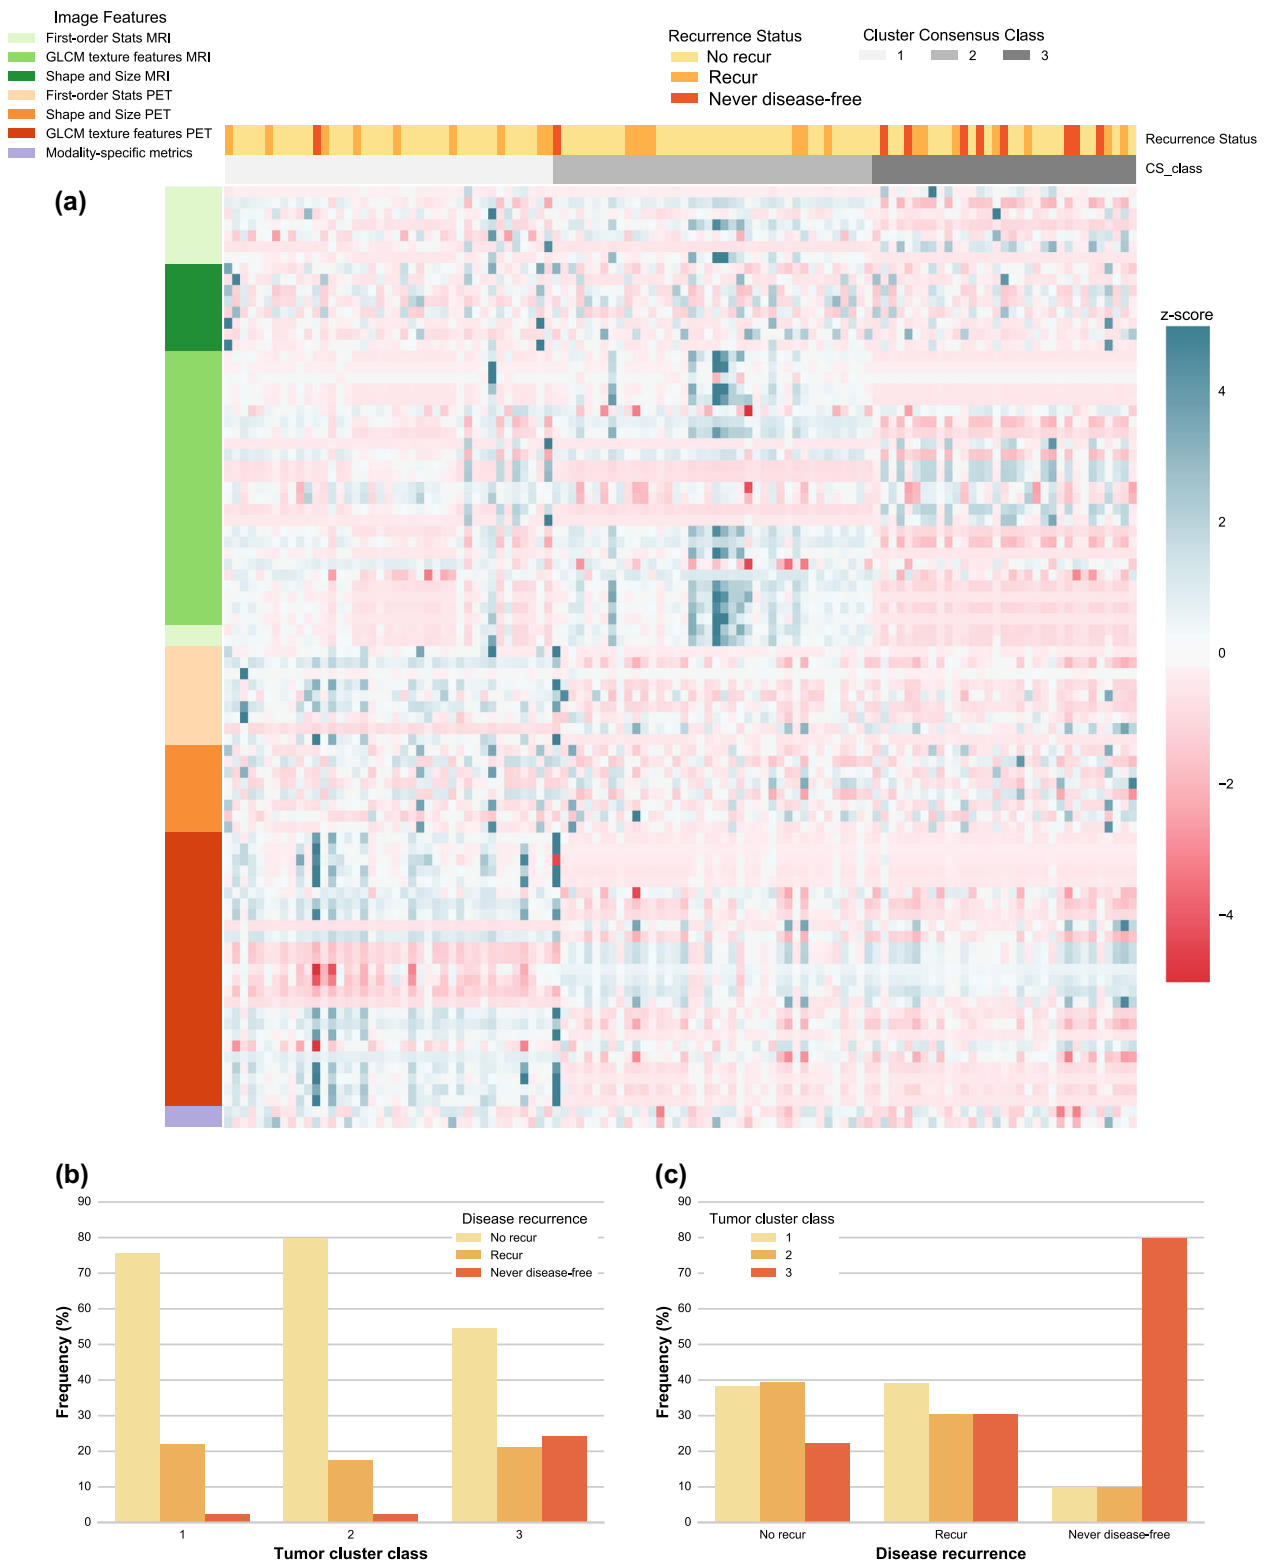 Image Features
First-order Stats MRI
GLCM texture features MRI
Shape and Size MRI
First-order Stats PET
Shape and Size PET
GLCM texture features PET
Modality-specific metrics
Recurrence Status
No recur
Recur
Never disease-free
Cluster Consensus Class
1 2 3
Recurrence Status
CS_class
(a)
z-score
4
2
0
−2
−4
(b)
90
80
70
60
50
40
30
20
10
0
Frequency (%)
Disease recurrence
No recur
Recur
Never disease-free
1 2 3
Tumor cluster class
(c)
90
80
70
60
50
40
30
20
10
0
Frequency (%)
Tumor cluster class
1
2
3
No recur Recur Never disease-free
Disease recurrence